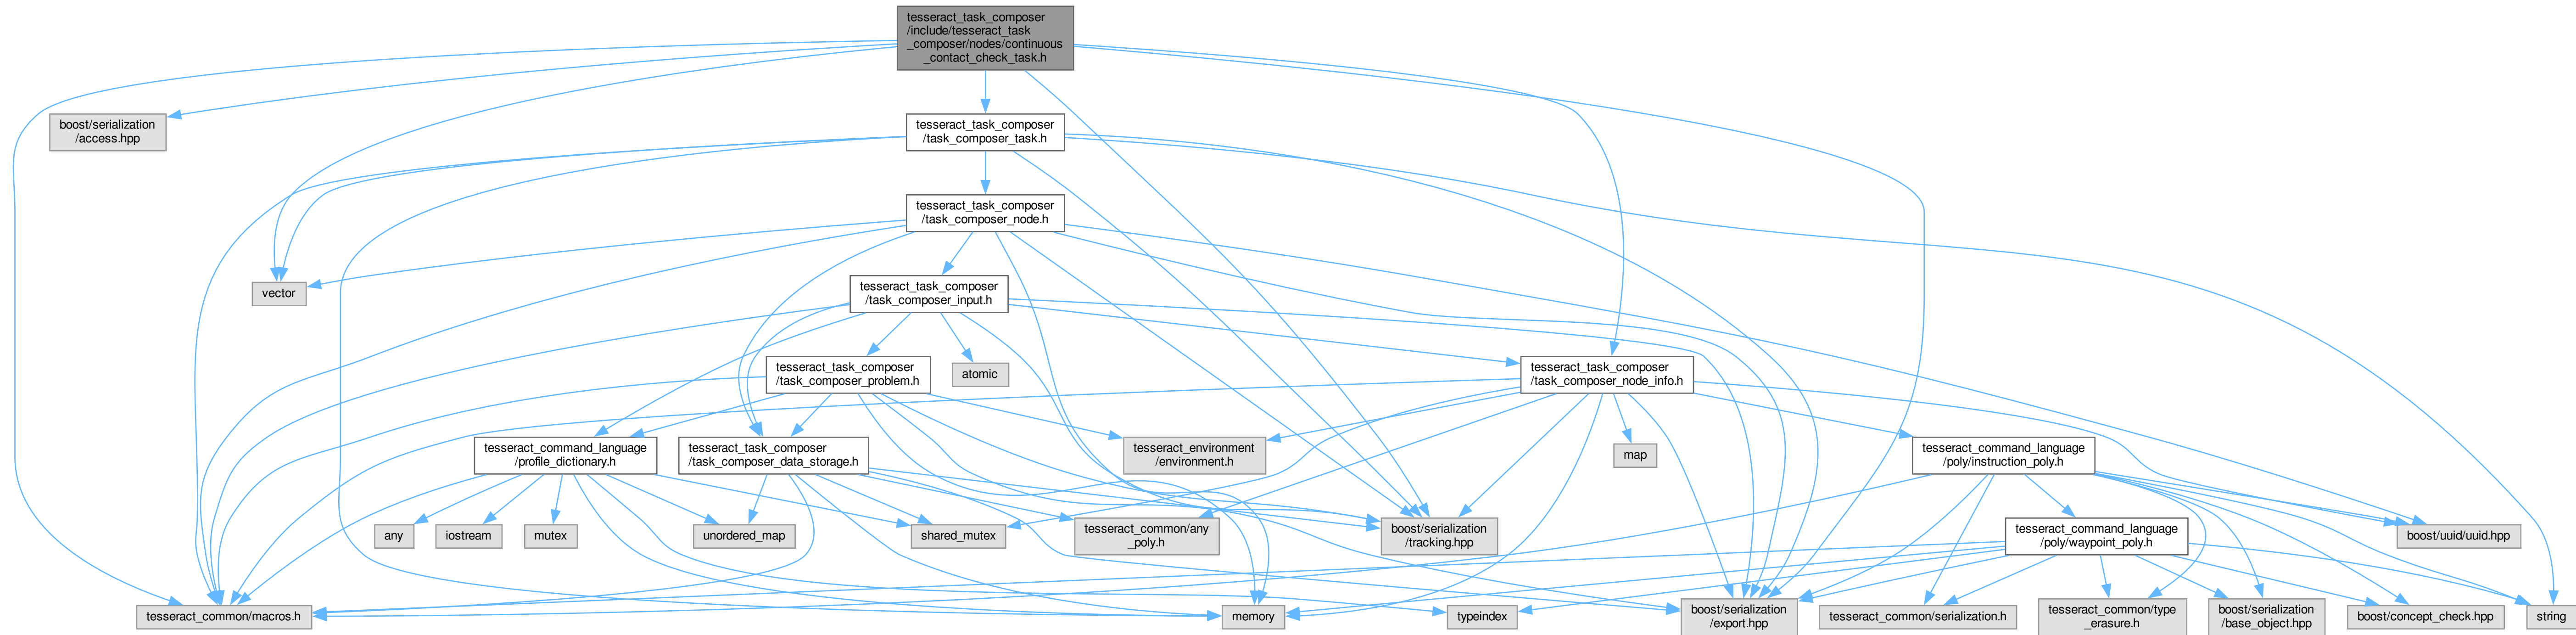 tesseract_task_composer
/include/tesseract_task
_composer/nodes/continuous
_contact_check_task.h
boost/serialization
/access.hpp
tesseract_task_composer
/task_composer_task.h
tesseract_task_composer
/task_composer_node.h
vector
tesseract_task_composer
/task_composer_input.h
tesseract_task_composer
/task_composer_problem.h
atomic
tesseract_task_composer
/task_composer_node_info.h
tesseract_command_language
/profile_dictionary.h
tesseract_task_composer
/task_composer_data_storage.h
tesseract_environment
/environment.h
map
tesseract_command_language
/poly/instruction_poly.h
any
iostream
mutex
unordered_map
shared_mutex
tesseract_common/any
_poly.h
boost/serialization
/tracking.hpp
tesseract_command_language
/poly/waypoint_poly.h
boost/uuid/uuid.hpp
tesseract_common/macros.h
memory
typeindex
boost/serialization
/export.hpp
tesseract_common/serialization.h
tesseract_common/type
_erasure.h
boost/serialization
/base_object.hpp
boost/concept_check.hpp
string